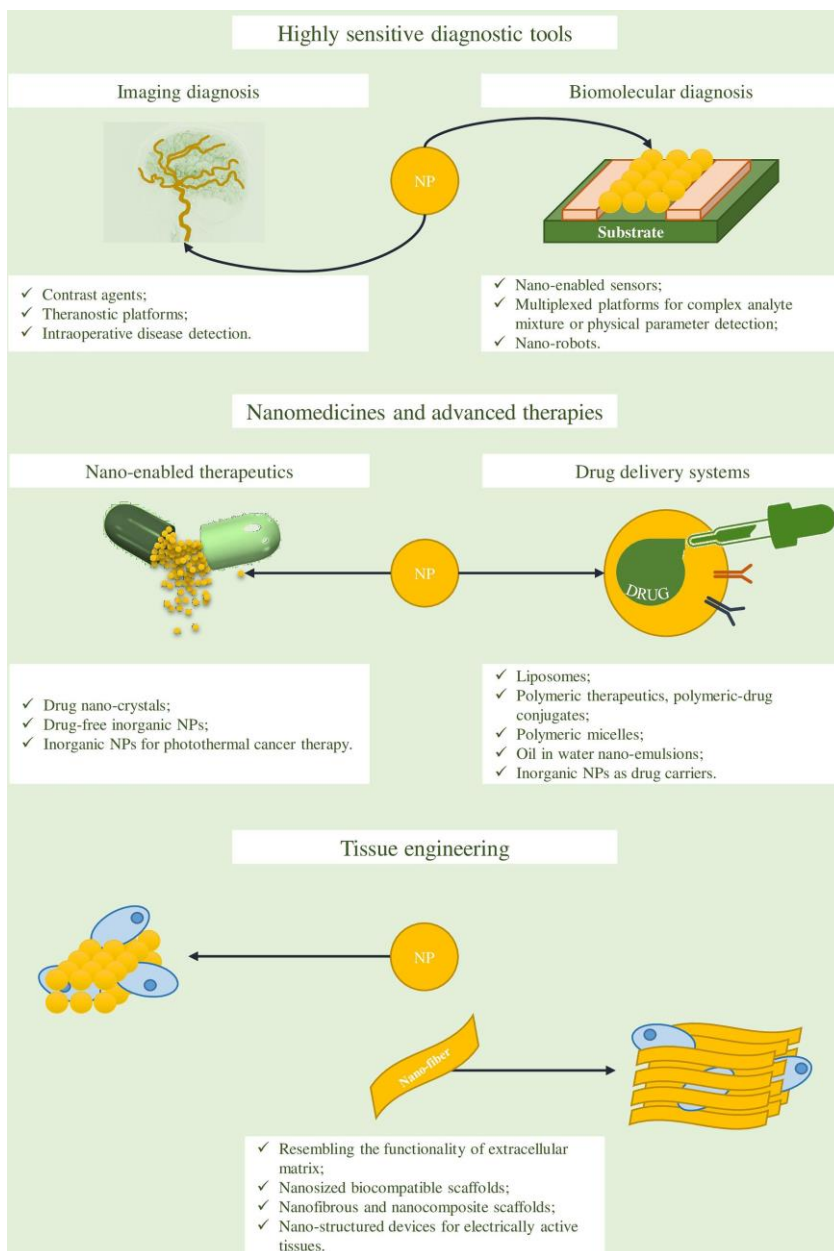 Highly sensitive diagnostic tools
Imaging diagnosis
Biomolecular diagnosis
NP
Substrate
✓ Contrast agents;
✓ Theranostic platforms;
✓ Intraoperative disease detection.
✓ Nano-enabled sensors;
✓ Multiplexed platforms for complex analyte
mixture or physical parameter detection;
✓ Nano-robots.
Nanomedicines and advanced therapies
Nano-enabled therapeutics
Drug delivery systems
NP
DRUG
✓ Drug nano-crystals;
✓ Drug-free inorganic NPs;
✓ Inorganic NPs for photothermal cancer therapy.
✓ Liposomes;
✓ Polymeric therapeutics, polymeric-drug
conjugates;
✓ Polymeric micelles;
✓ Oil in water nano-emulsions;
✓ Inorganic NPs as drug carriers.
Tissue engineering
NP
Nano-fiber
✓ Resembling the functionality of extracellular
matrix;
✓ Nanosized biocompatible scaffolds;
✓ Nanofibrous and nanocomposite scaffolds;
✓ Nano-structured devices for electrically active
tissues.